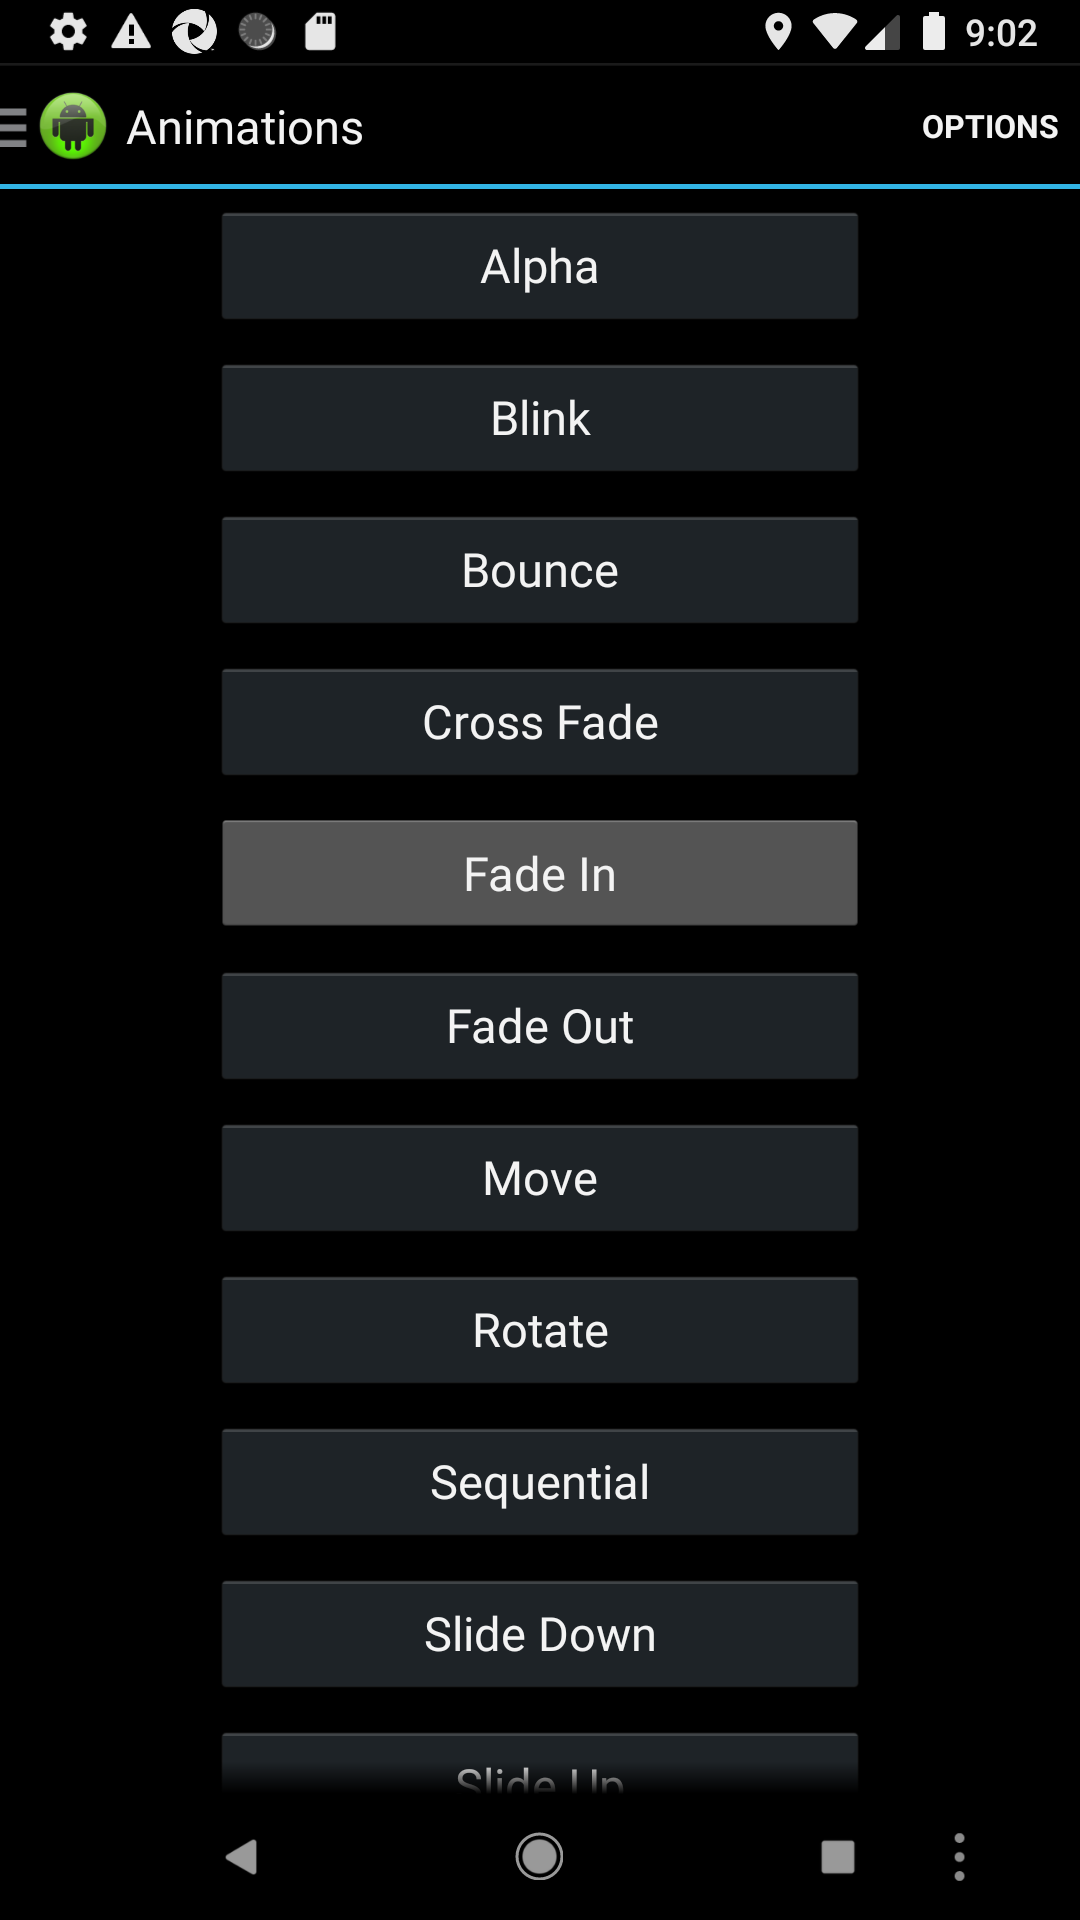 9:02
Animations
OPTIONS
Alpha
Blink
Bounce
Cross Fade
Fade In
Fade Out
Move
Rotate
Sequential
Slide Down
Slide Up